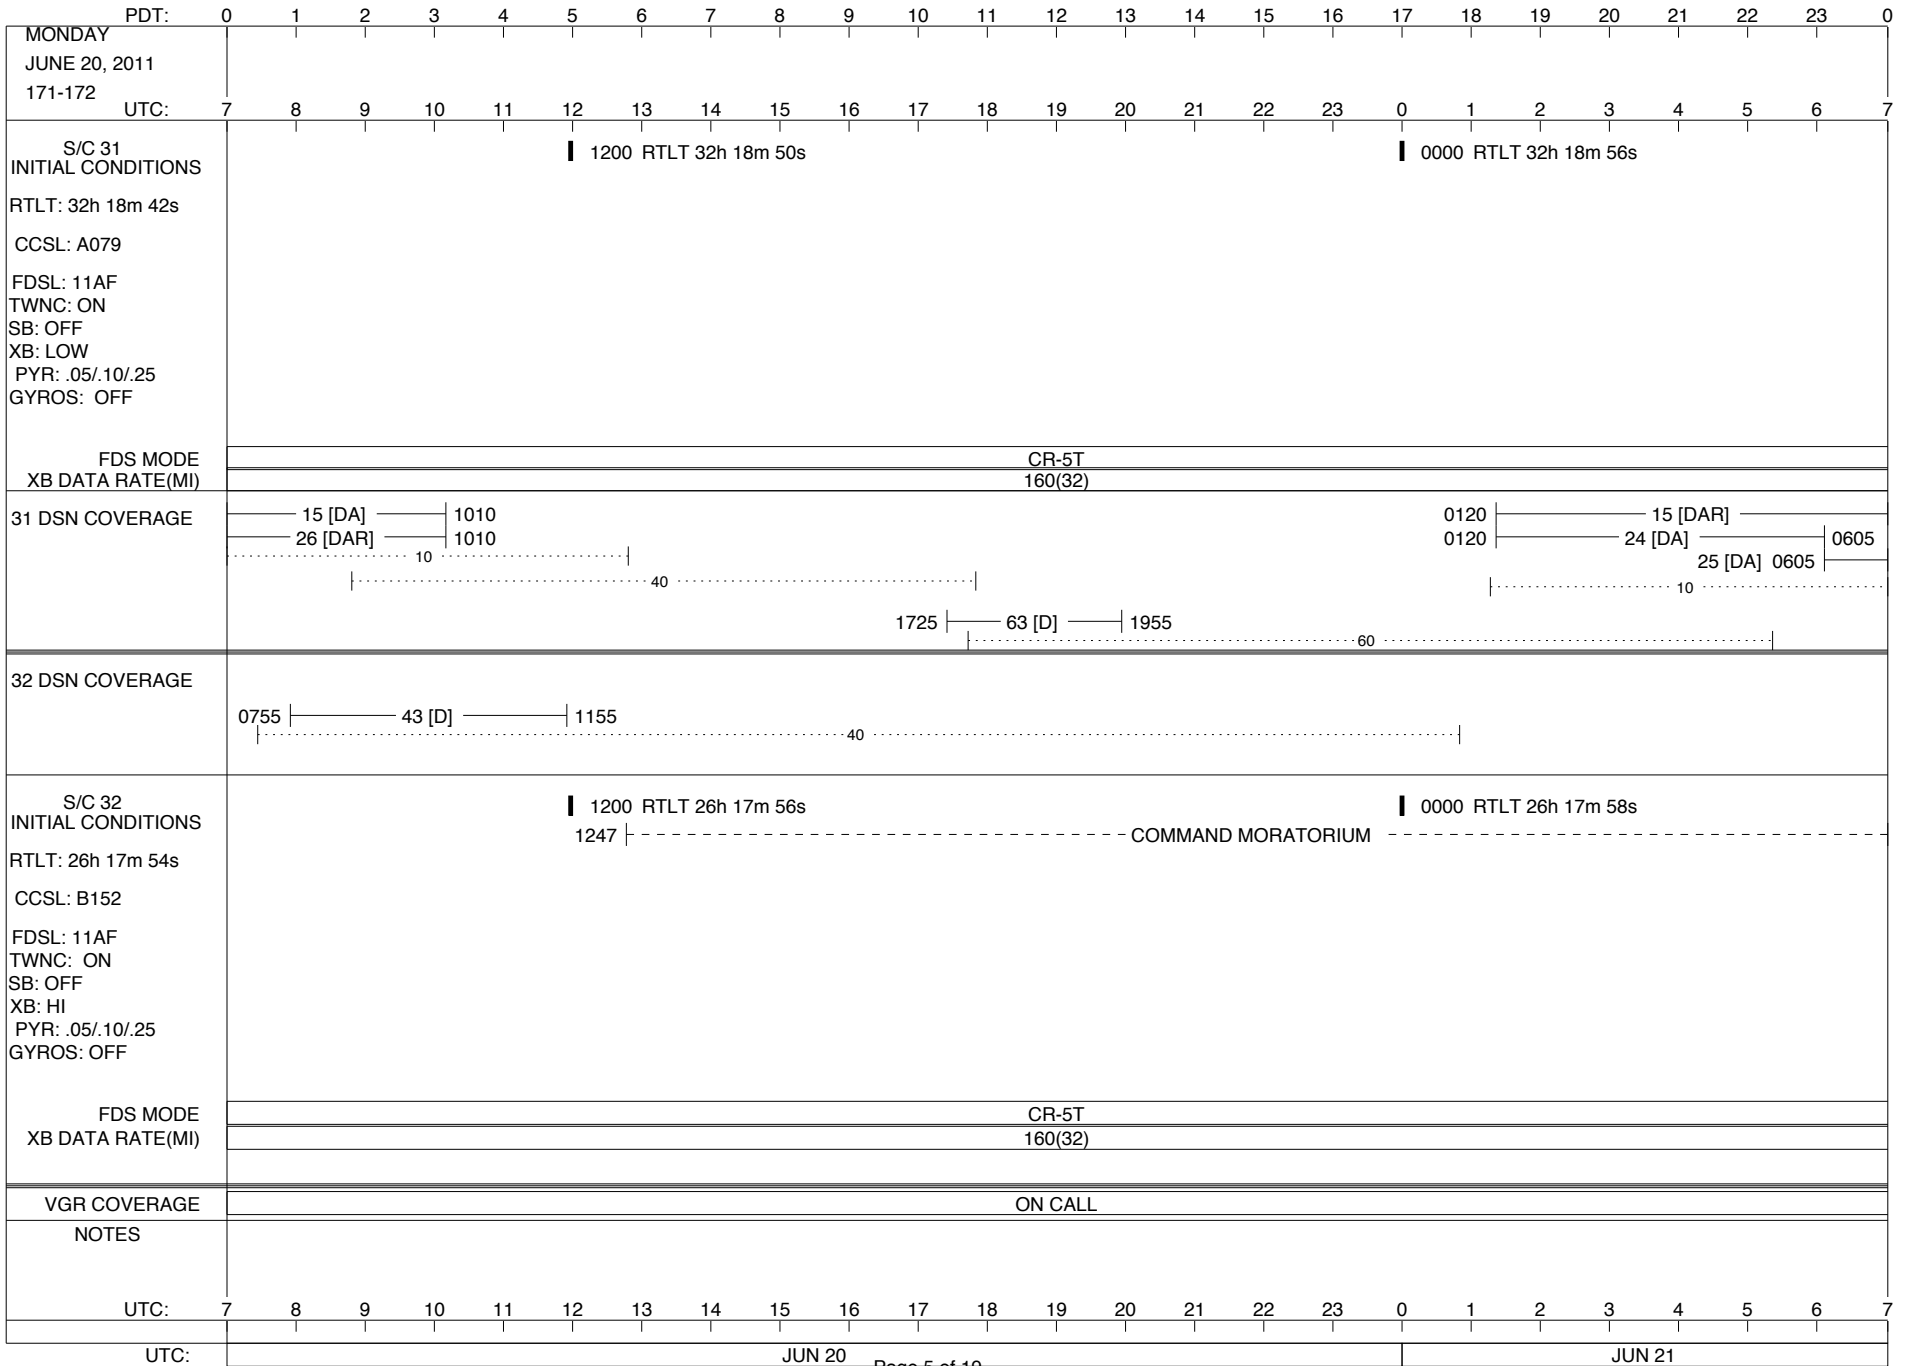 PDT: 0 1 2 3 4 5 6 7 8 9 10 11 12 13 14 15 16 17 18 19 20 21 22 23 0
MONDAY
JUNE 20, 2011
171-172
UTC: 7 8 9 10 11 12 13 14 15 16 17 18 19 20 21 22 23 0 1 2 3 4 5 6 7
S/C 31
INITIAL CONDITIONS
1200 RTLT 32h 18m 50s
0000 RTLT 32h 18m 56s
RTLT: 32h 18m 42s
CCSL: A079
FDSL: 11AF
TWNC: ON
SB: OFF
XB: LOW
PYR: .05/.10/.25
GYROS: OFF
FDS MODE CR-5T
XB DATA RATE(MI) 160(32)
31 DSN COVERAGE
15 [DA] 1010
0120 15 [DAR]
26 [DAR] 1010
0120 24 [DA] 0605
10
25 [DA] 0605
40
10
1725 63 [D] 1955
60
32 DSN COVERAGE
0755 43 [D] 1155
40
S/C 32
INITIAL CONDITIONS
1200 RTLT 26h 17m 56s
0000 RTLT 26h 17m 58s
1247 COMMAND MORATORIUM
RTLT: 26h 17m 54s
CCSL: B152
FDSL: 11AF
TWNC: ON
SB: OFF
XB: HI
PYR: .05/.10/.25
GYROS: OFF
FDS MODE CR-5T
XB DATA RATE(MI) 160(32)
VGR COVERAGE ON CALL
NOTES
UTC: 7 8 9 10 11 12 13 14 15 16 17 18 19 20 21 22 23 0 1 2 3 4 5 6 7
UTC: JUN 20 JUN 21
Page 5 of 19